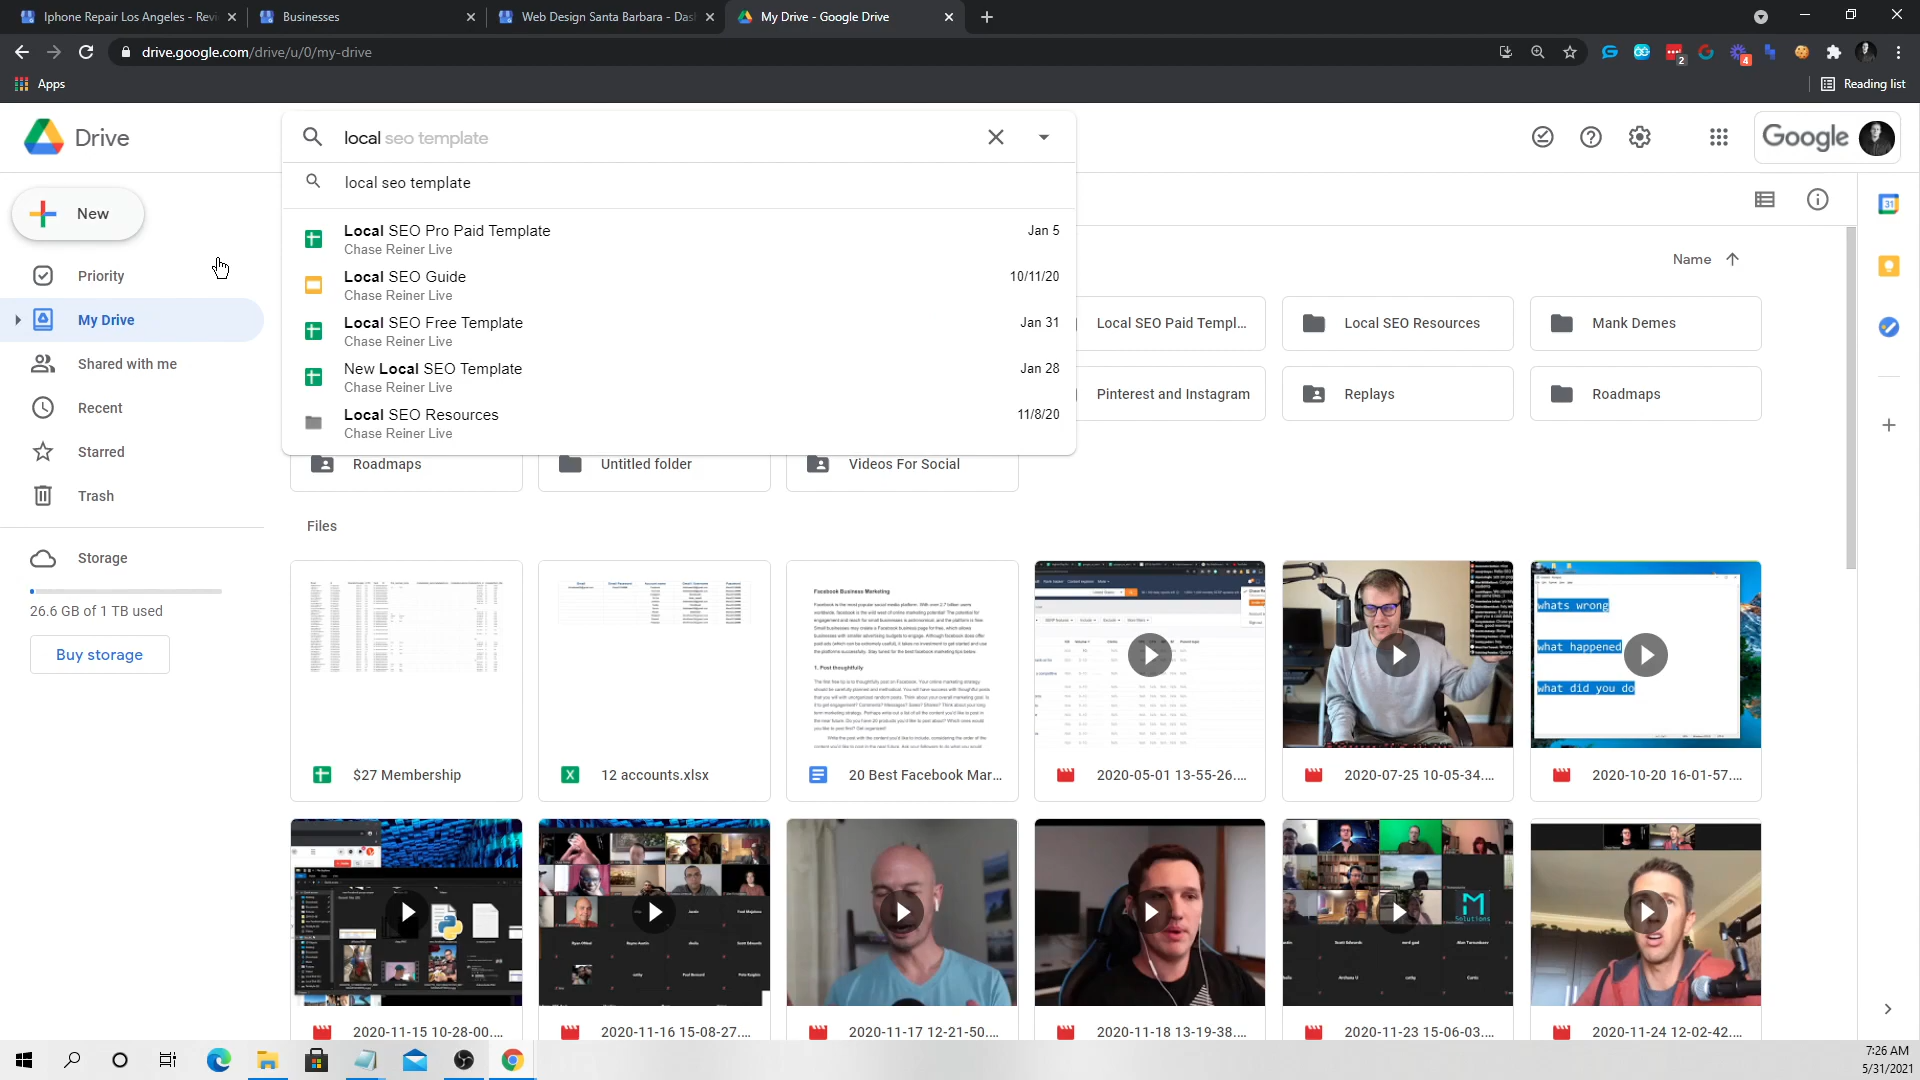 Iphone Repair Los Angeles - Revi
Businesses
Web Design Santa Barbara - Das
My Drive - Google Drive
drive.google.com/drive/u/0/my-drive
2
4
Apps
Reading list
Drive
local seo template
Google
local seo template
New
Local SEO Pro Paid Template
Jan 5
Chase Reiner Live
Name
Priority
Local SEO Guide
10/11/20
Chase Reiner Live
My Drive
Local SEO Free Template
Jan 31
Chase Reiner Live
Local SEO Paid Templ...
Local SEO Resources
Mank Demes
Shared with me
New Local SEO Template
Jan 28
Chase Reiner Live
Pinterest and Instagram
Replays
Roadmaps
Recent
Local SEO Resources
11/8/20
Chase Reiner Live
Starred
Roadmaps
Untitled folder
Videos For Social
Trash
Files
Storage
26.6 GB of 1 TB used
Buy storage
Facebook Business Marketing
1. Post thoughtfully
whats wrong
what happened
what did you do
$27 Membership
12 accounts.xlsx
20 Best Facebook Mar...
2020-05-01 13-55-26....
2020-07-25 10-05-34....
2020-10-20 16-01-57....
Solutions
2020-11-15 10-28-00....
2020-11-16 15-08-27....
2020-11-17 12-21-50....
2020-11-18 13-19-38....
2020-11-23 15-06-03....
2020-11-24 12-02-42....
7:26 AM
5/31/2021